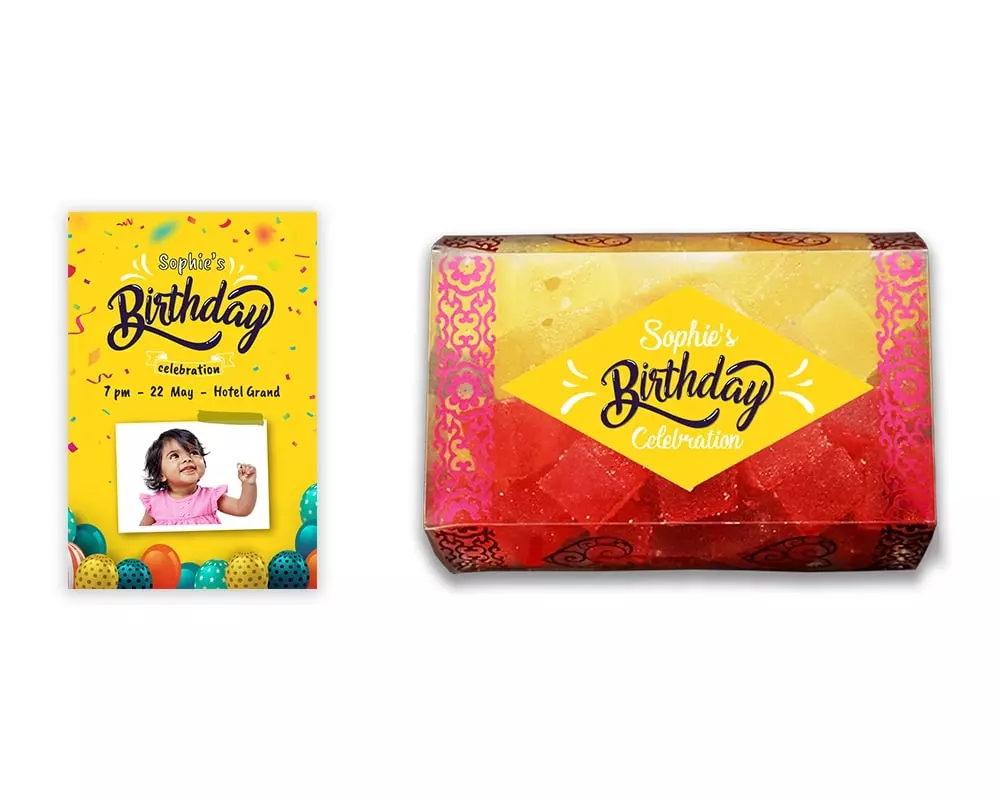 Sophie's
Birthday
celebration
7 pm - 22 May - Hotel Grand
Sophie's
Birthday
Celebration